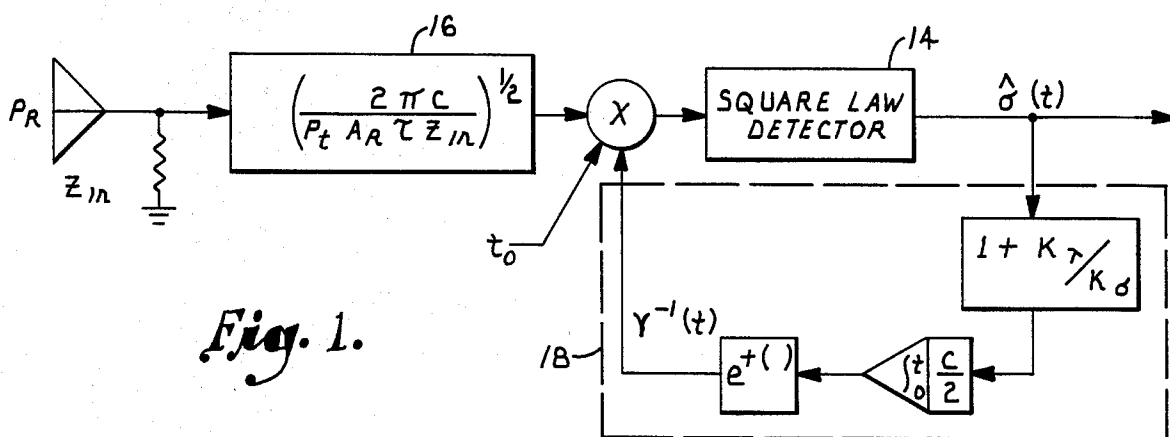 16
14
P_R
Z_in
(2 π C / P_t A_R τ Z_in)^1/2
X
t_0
SQUARE LAW
DETECTOR
σ̂ (t)
1 + K_τ/K_σ
γ⁻¹(t)
18
e^+( )
∫_0^t
C/2
Fig. 1.